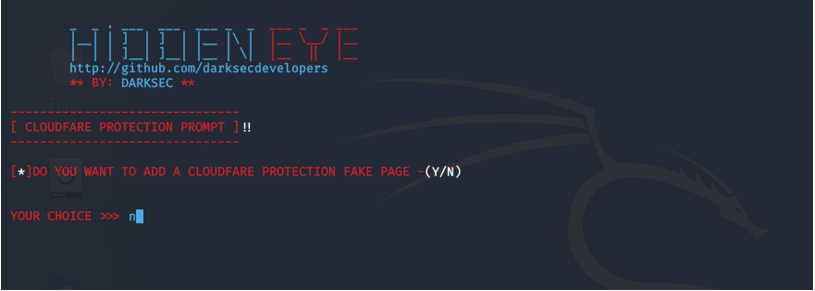 HIDDEN EYE
http://github.com/darksecdevelopers
** BY: DARKSEC **
-------------------------------
[ CLOUDFARE PROTECTION PROMPT ]!!
-------------------------------
[*]DO YOU WANT TO ADD A CLOUDFARE PROTECTION FAKE PAGE -(Y/N)
YOUR CHOICE >>> n